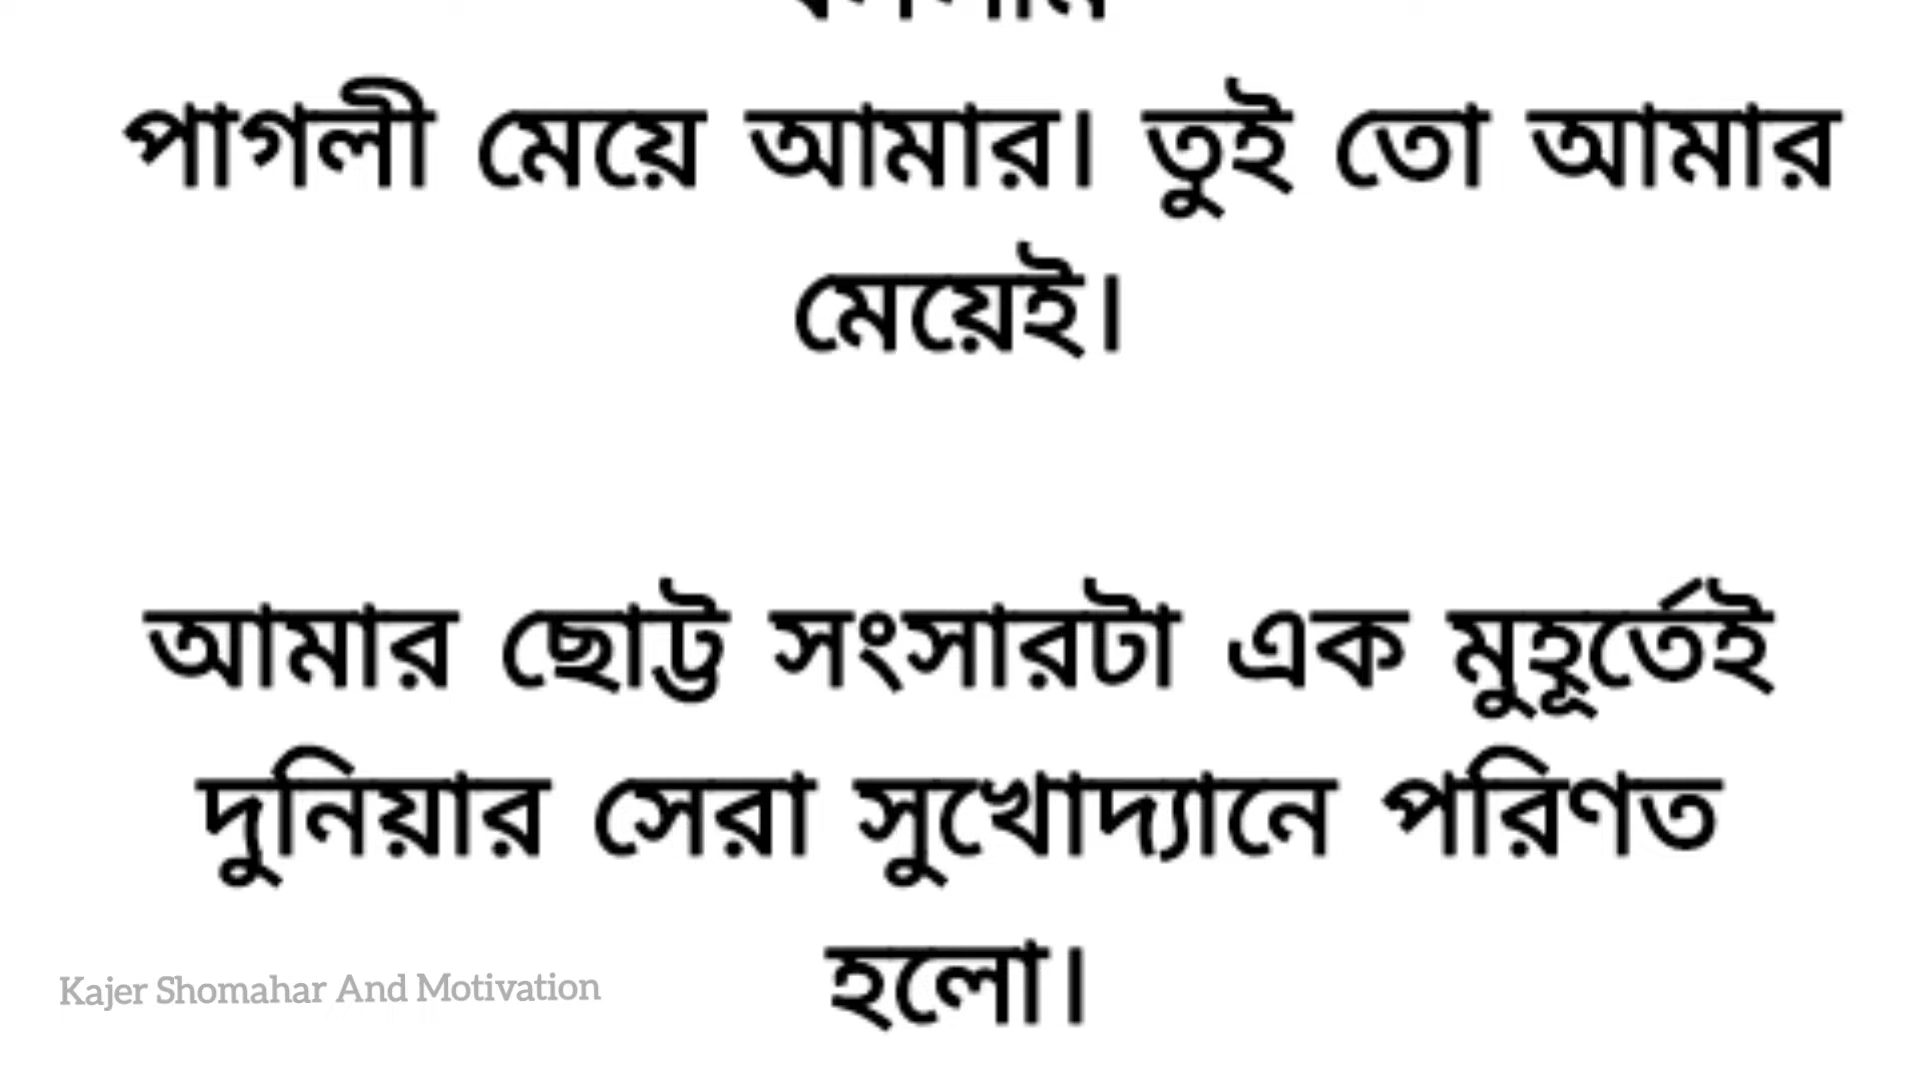 পাগলী মেয়ে আমার। তুই তো আমার
মেয়েই।
আমার ছোট্ট সংসারটা এক মুহূর্তেই
দুনিয়ার সেরা সুখোদ্যানে পরিণত
হলো।
Kajer Shomahar And Motivation